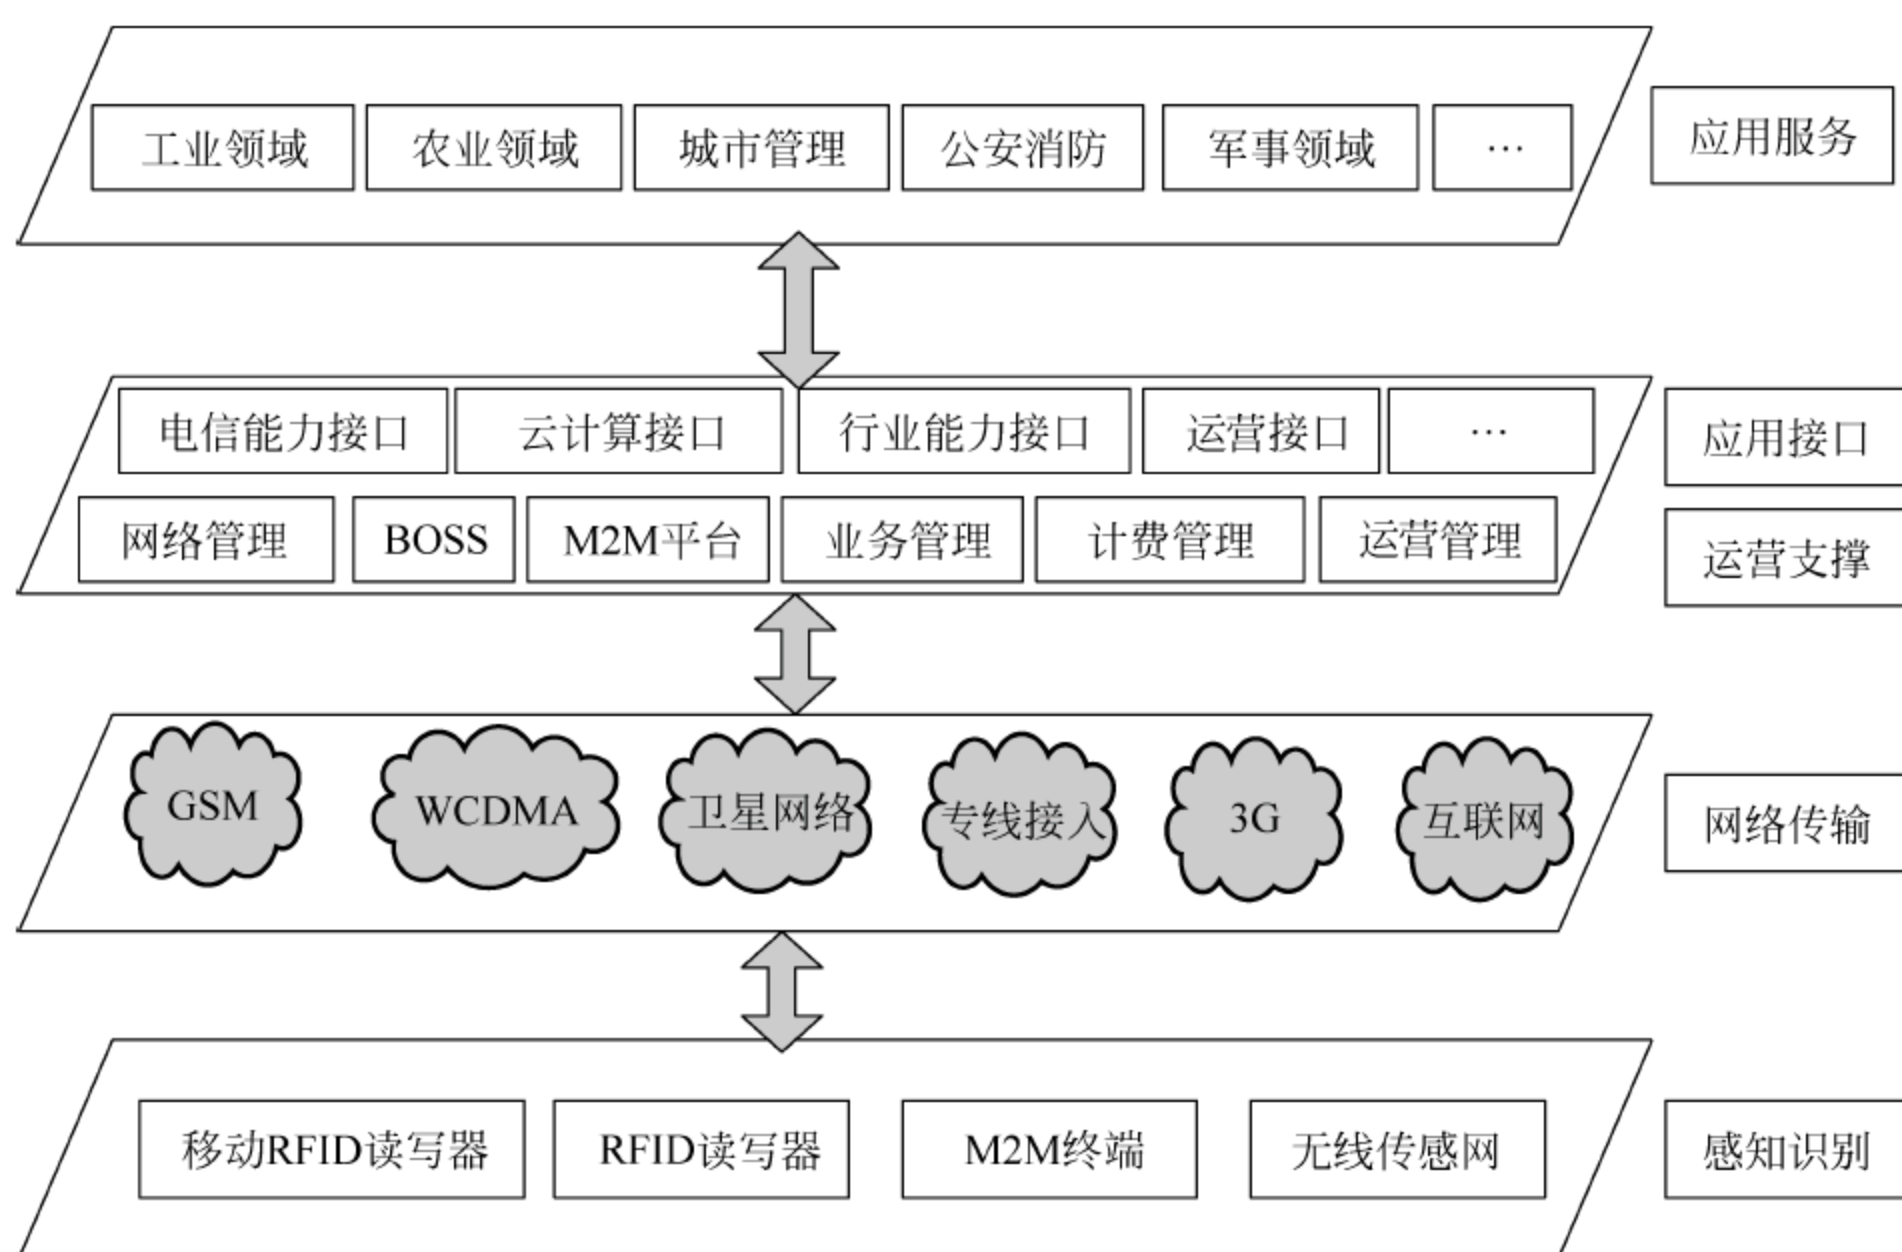 工业领域 农业领域 城市管理 公安消防 军事领域 … 应用服务
电信能力接口 云计算接口 行业能力接口 运营接口 … 应用接口
网络管理 BOSS M2M平台 业务管理 计费管理 运营管理 运营支撑
GSM WCDMA 卫星网络 专线接入 3G 互联网 网络传输
移动RFID读写器 RFID读写器 M2M终端 无线传感网 感知识别